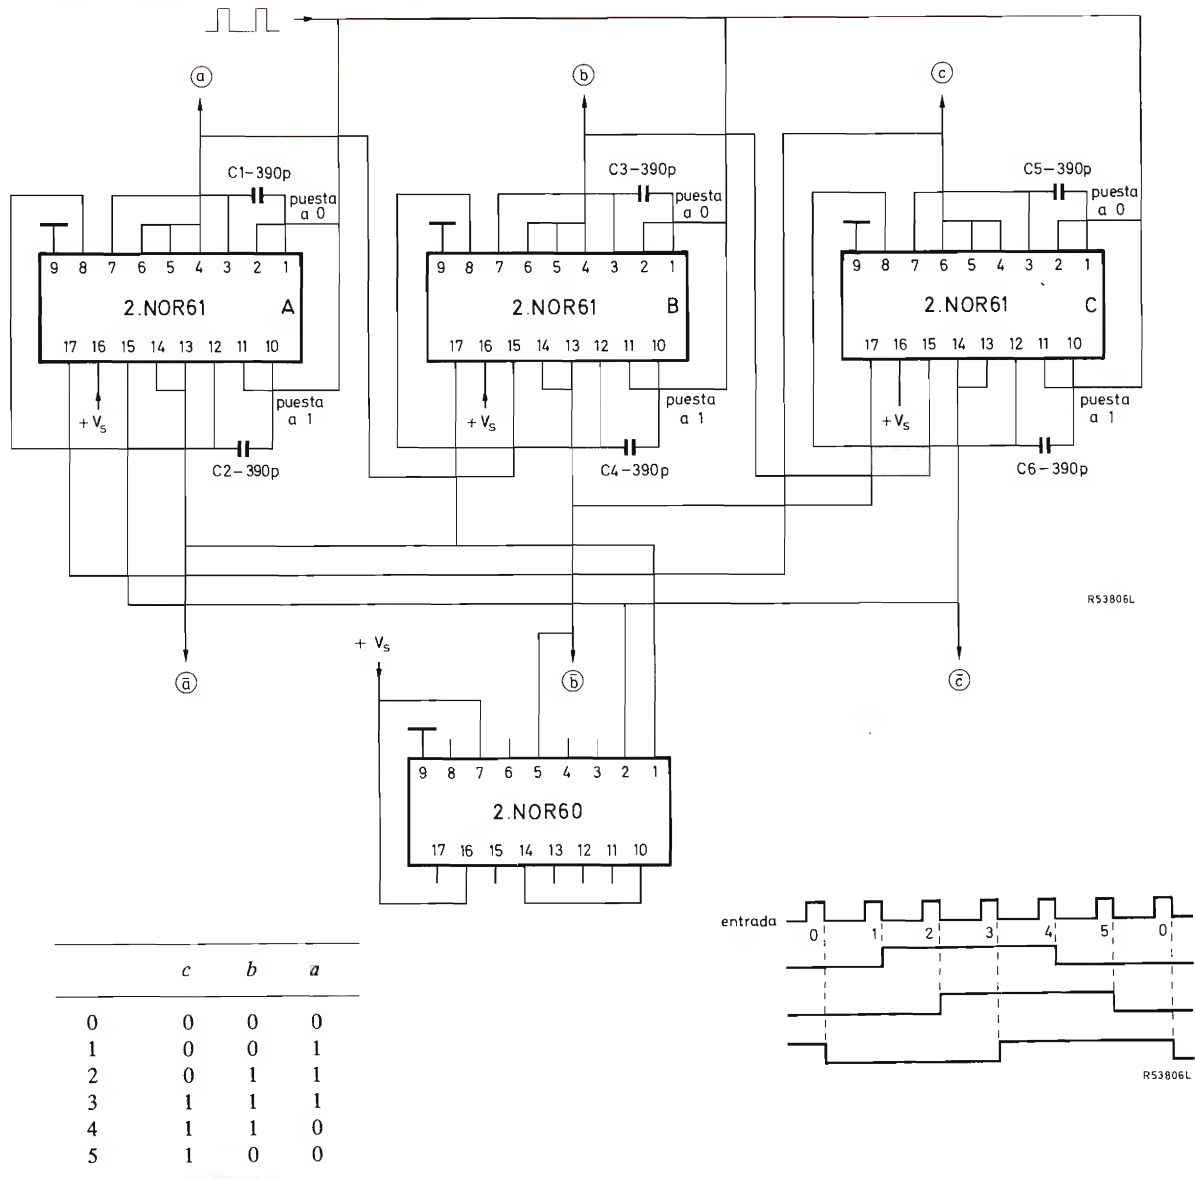 a b c
C1-390p C3-390p C5-390p
puesta a 0 puesta a 0 puesta a 0
9 8 7 6 5 4 3 2 1
2.NOR61 A
17 16 15 14 13 12 11 10
+Vs
puesta a 1
C2-390p
9 8 7 6 5 4 3 2 1
2.NOR61 B
17 16 15 14 13 12 11 10
+Vs
puesta a 1
C4-390p
9 8 7 6 5 4 3 2 1
2.NOR61 C
17 16 15 14 13 12 11 10
+Vs
puesta a 1
C6-390p
R53806L
+ Vs
ā b̄ c̄
9 8 7 6 5 4 3 2 1
2.NOR60
17 16 15 14 13 12 11 10
entrada
0 1 2 3 4 5 0
R53806L
c b a
0 0 0 0
1 0 0 1
2 0 1 1
3 1 1 1
4 1 1 0
5 1 0 0